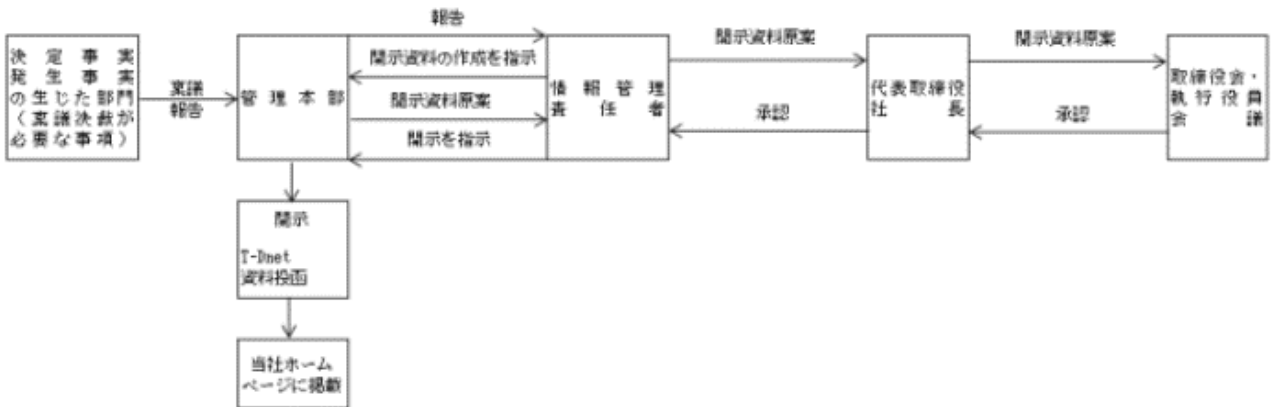 決定事実
発生事実
の生じた部門
(稟議決裁が
必要な事項)
稟議
報告
管理本部
報告
開示資料の作成を指示
開示資料原案
開示を指示
情報管理
責任者
開示資料原案
承認
代表取締役
社長
開示資料原案
承認
取締役会・
執行役員
会議
開示
T-Dnet
資料投函
当社ホーム
ページに掲載